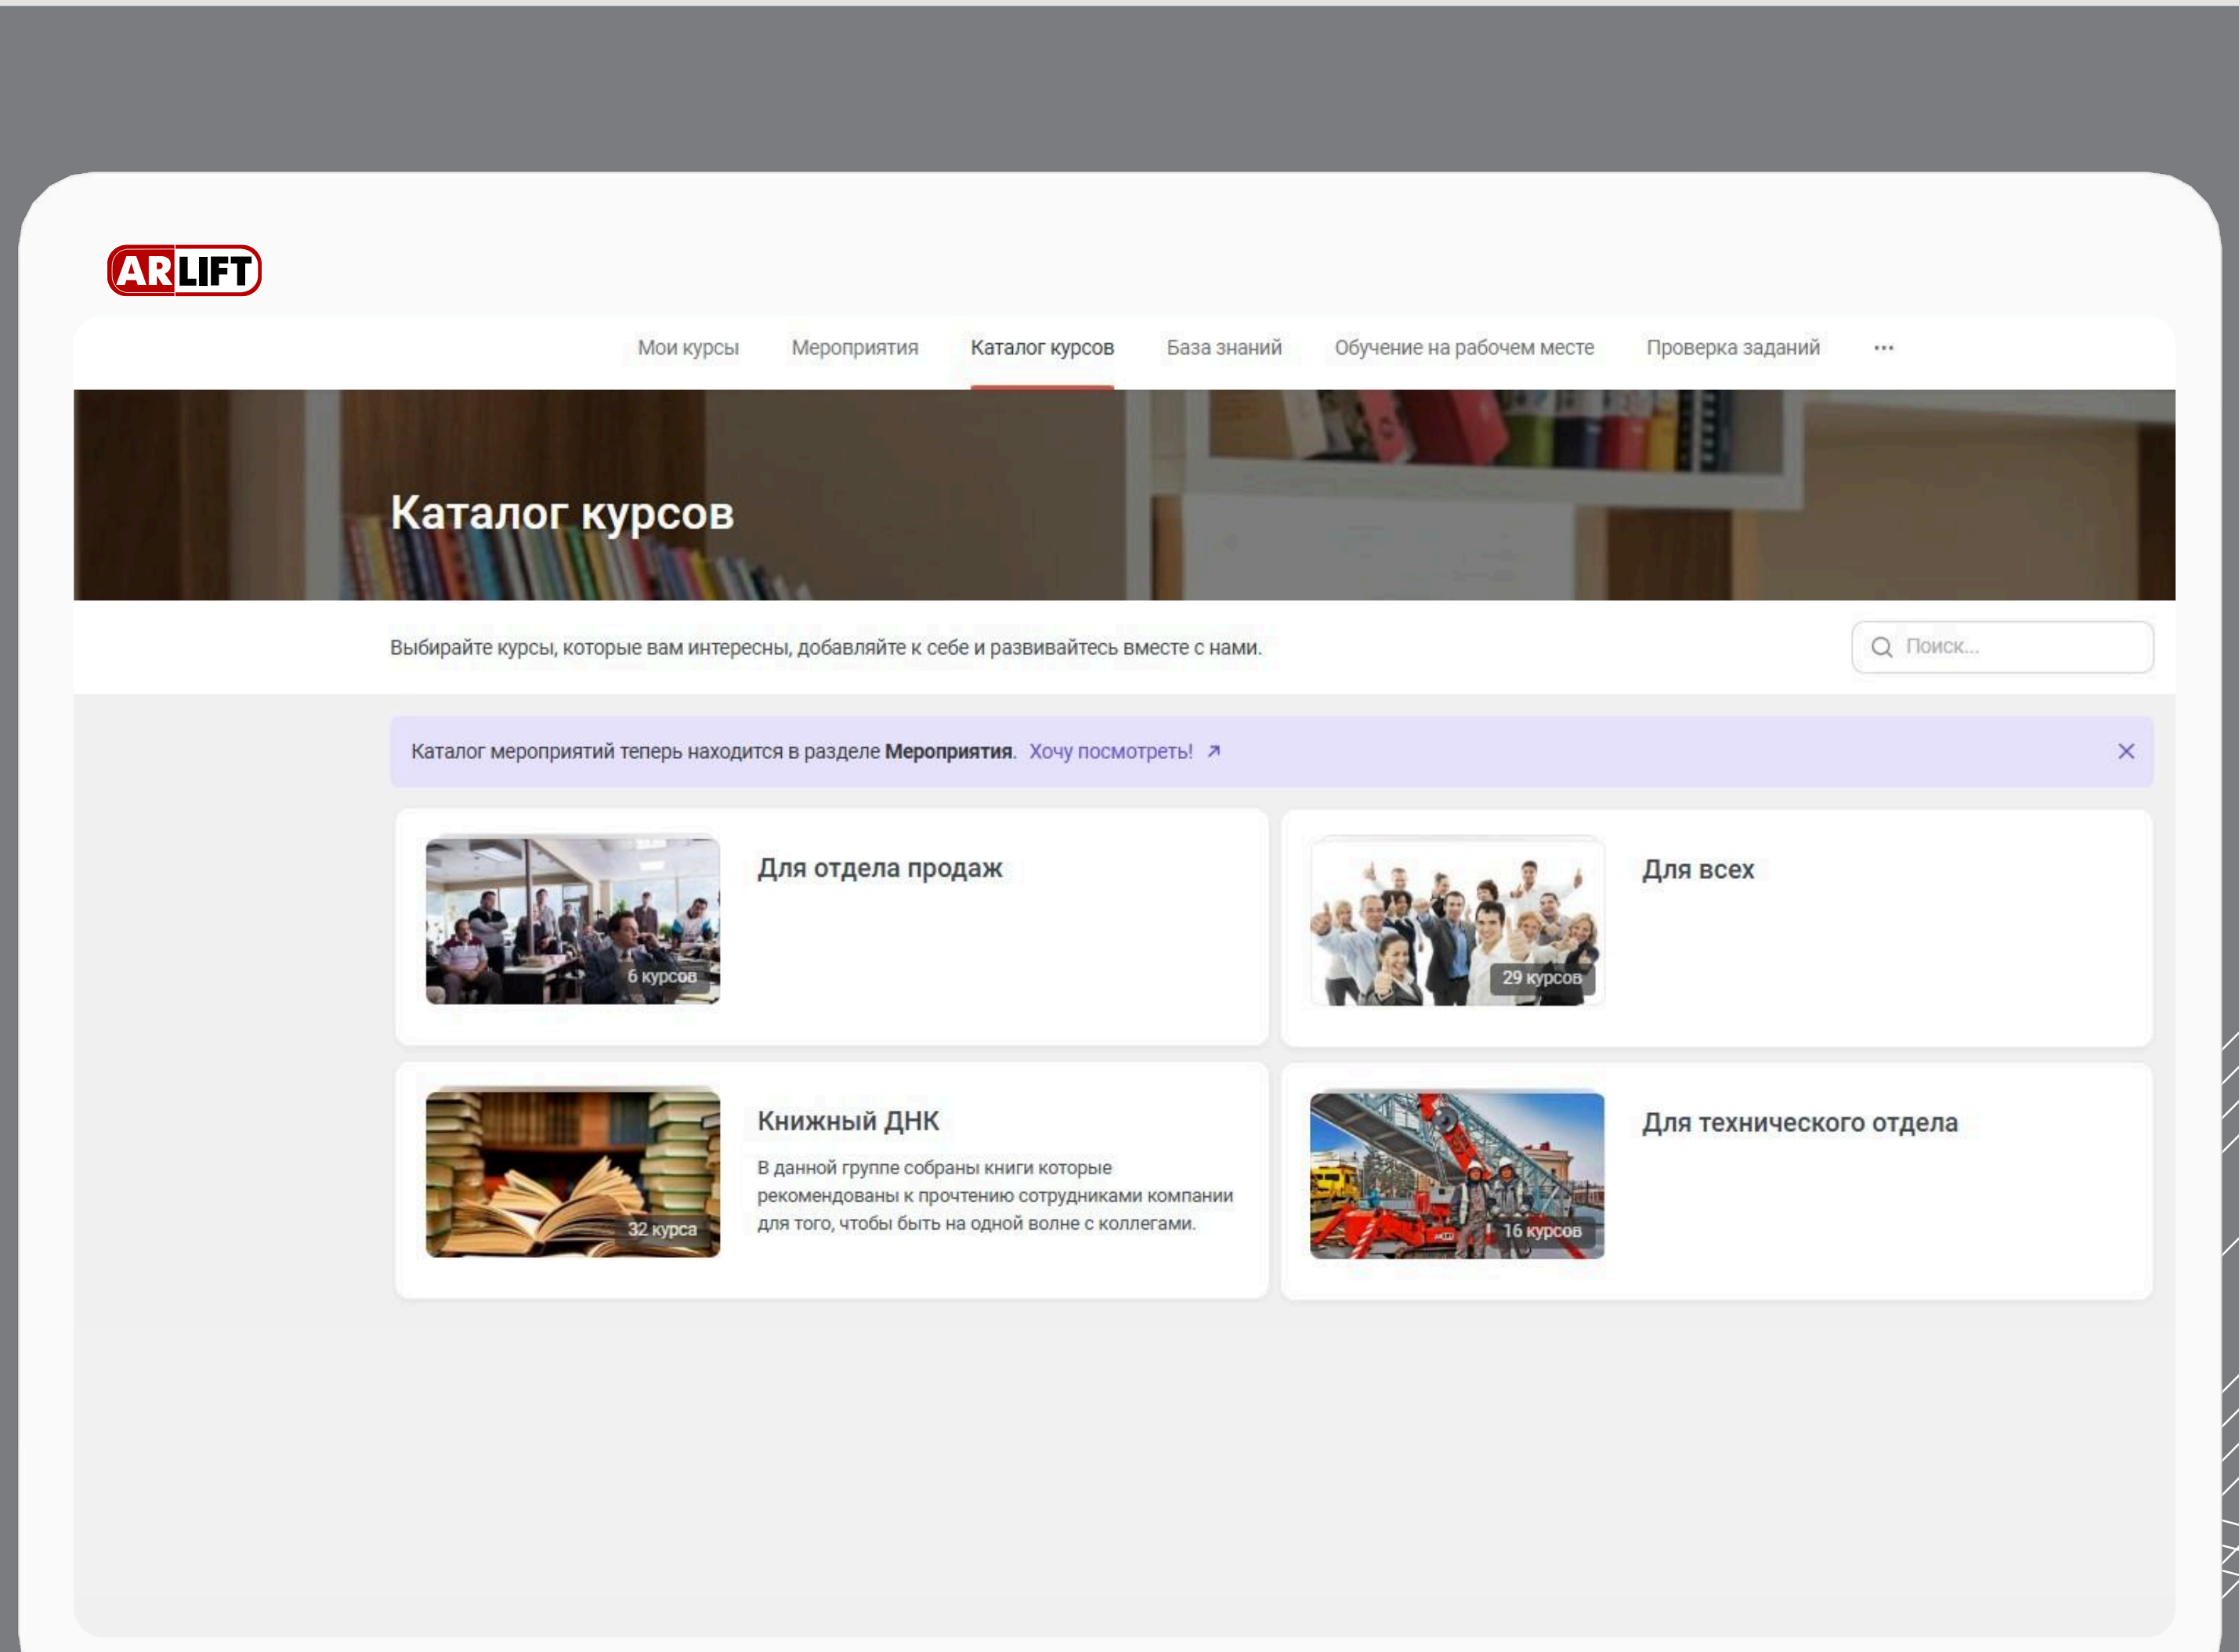 ARLIFT
Мои курсы Мероприятия Каталог курсов База знаний Обучение на рабочем месте Проверка заданий ...
Каталог курсов
Выбирайте курсы, которые вам интересны, добавляйте к себе и развивайтесь вместе с нами.
Поиск...
Каталог мероприятий теперь находится в разделе Мероприятия. Хочу посмотреть!
Для отдела продаж
6 курсов
Для всех
29 курсов
Книжный ДНК
В данной группе собраны книги которые
рекомендованы к прочтению сотрудниками компании
для того, чтобы быть на одной волне с коллегами.
32 курса
Для технического отдела
16 курсов